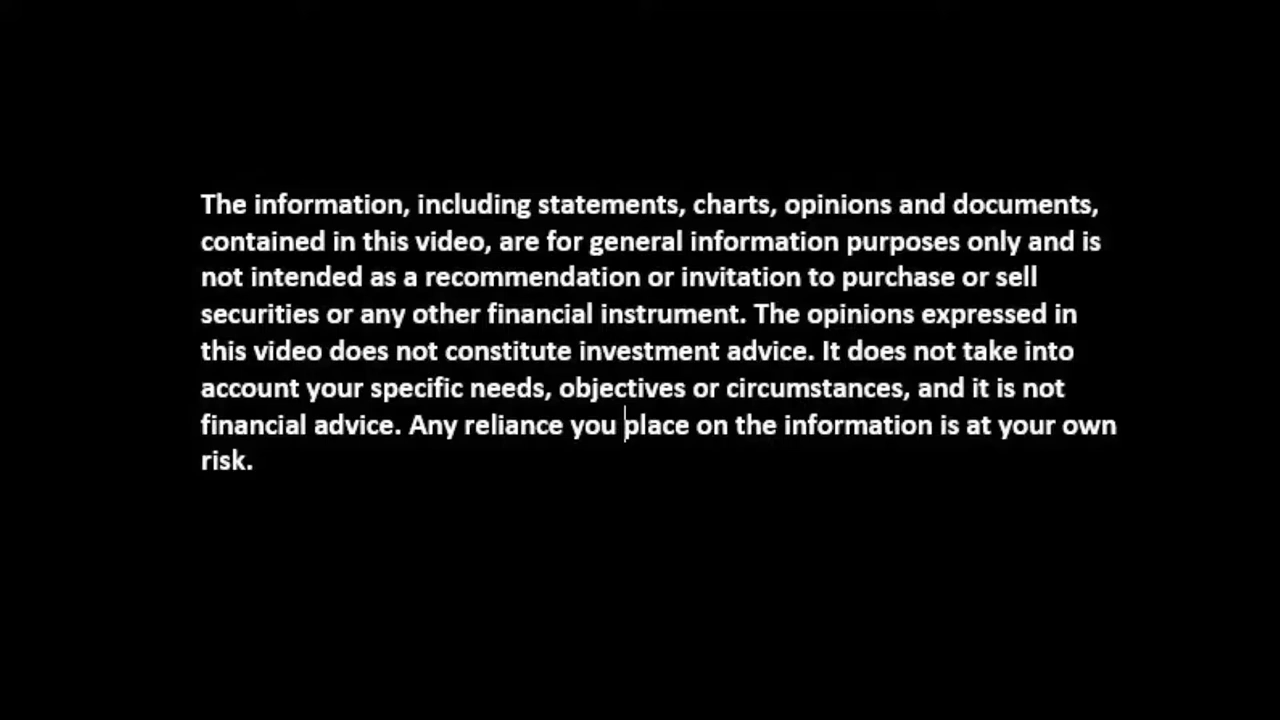 The information, including statements, charts, opinions and documents,
contained in this video, are for general information purposes only and is
not intended as a recommendation or invitation to purchase or sell
securities or any other financial instrument. The opinions expressed in
this video does not constitute investment advice. It does not take into
account your specific needs, objectives or circumstances, and it is not
financial advice. Any reliance you place on the information is at your own
risk.